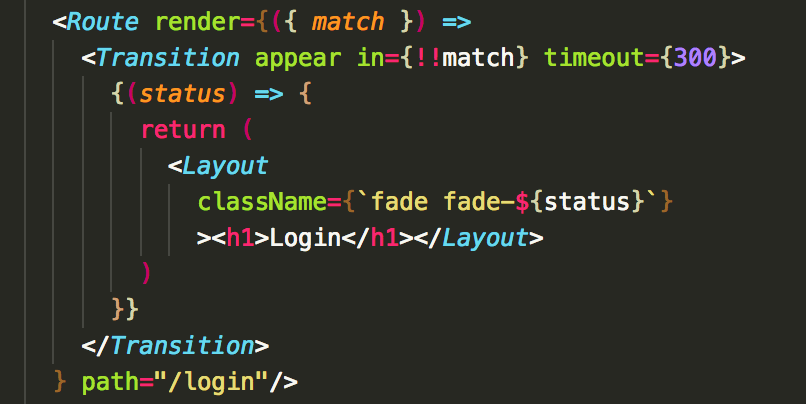 <Route render={({ match }) =>
<Transition appear in={!!match} timeout={300}>
{(status) => {
return (
<Layout
className={`fade fade-${status}`}
><h1>Login</h1></Layout>
)
}}
</Transition>
} path="/login"/>